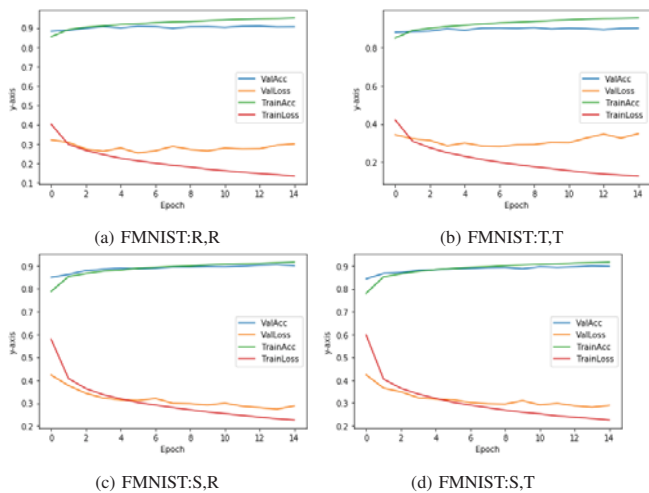 0.9
0.8
0.7
0.6
0.5
0.4
0.3
0.2
0.1
y-axis
ValAcc
ValLoss
TrainAcc
TrainLoss
0 2 4 6 8 10 12 14
Epoch
(a) FMNIST:R,R
0.8
0.6
0.4
0.2
y-axis
ValAcc
ValLoss
TrainAcc
TrainLoss
0 2 4 6 8 10 12 14
Epoch
(b) FMNIST:T,T
0.9
0.8
0.7
0.6
0.5
0.4
0.3
0.2
y-axis
ValAcc
ValLoss
TrainAcc
TrainLoss
0 2 4 6 8 10 12 14
Epoch
(c) FMNIST:S,R
0.9
0.8
0.7
0.6
0.5
0.4
0.3
0.2
y-axis
ValAcc
ValLoss
TrainAcc
TrainLoss
0 2 4 6 8 10 12 14
Epoch
(d) FMNIST:S,T